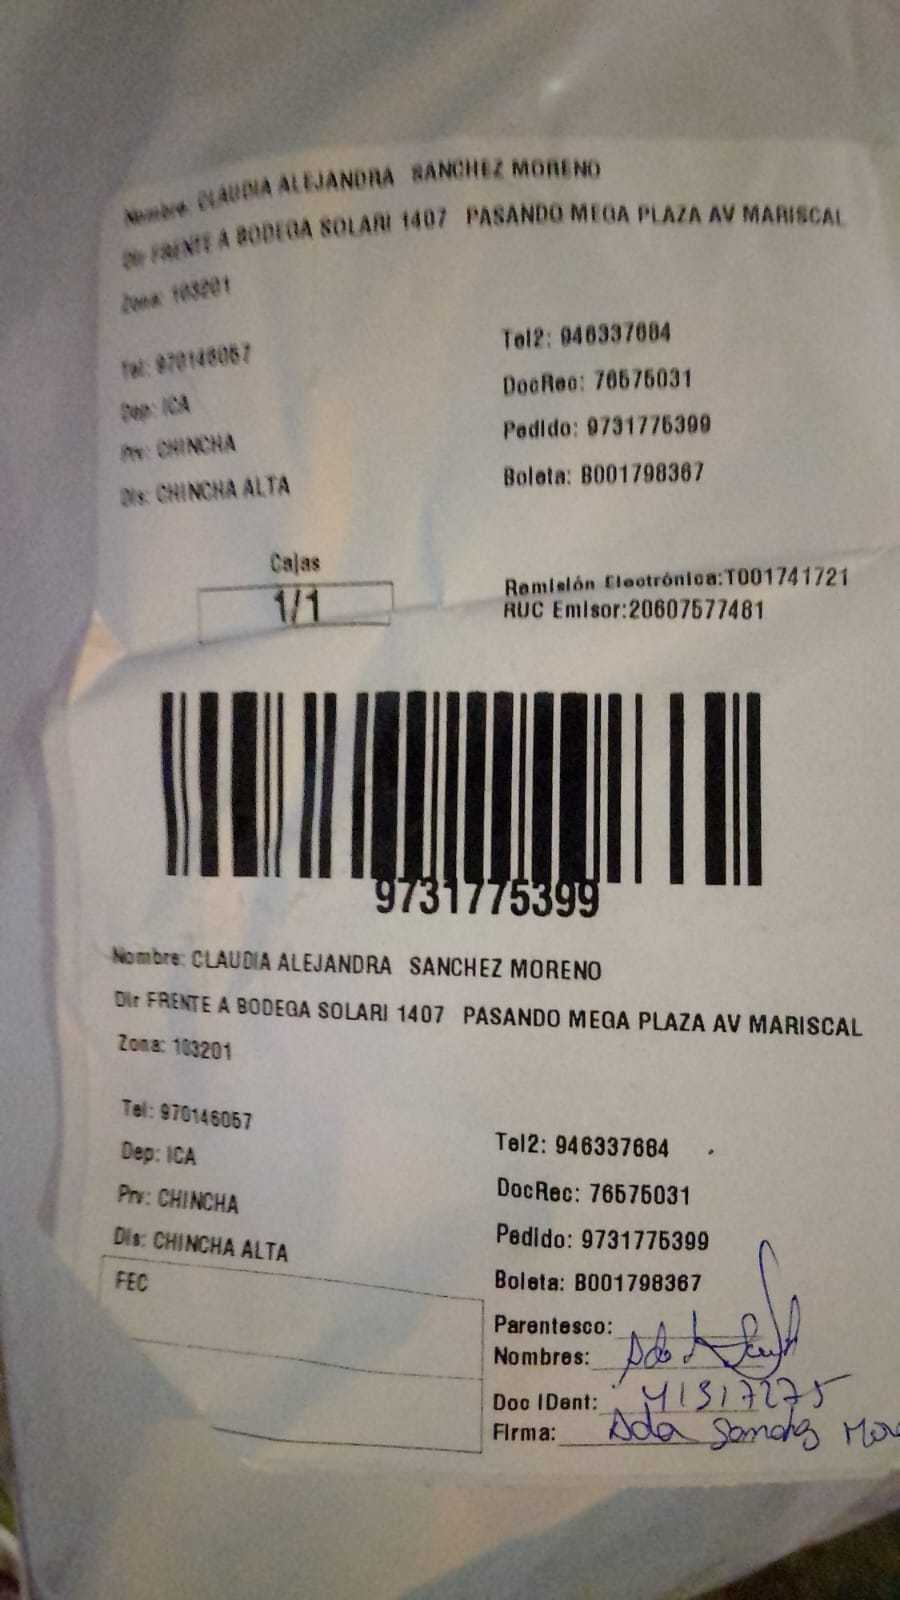 Nombre: CLAUDIA ALEJANDRA SANCHEZ MORENO
Dir FRENTE A BODEGA SOLARI 1407 PASANDO MEGA PLAZA AV MARISCAL
Zona: 103201
Tel: 970146057
Tel2: 946337684
DocRec: 76575031
Dep: ICA
Pedido: 9731775399
Prv: CHINCHA
Boleta: B001798367
Dis: CHINCHA ALTA
Cajas
1/1
Remisión Electrónica:T001741721
RUC Emisor:20607577481
9731775399
Nombre: CLAUDIA ALEJANDRA SANCHEZ MORENO
Dir FRENTE A BODEGA SOLARI 1407 PASANDO MEGA PLAZA AV MARISCAL
Zona: 103201
Tel: 970146057
Tel2: 946337684
Dep: ICA
DocRec: 76575031
Prv: CHINCHA
Pedido: 9731775399
Dis: CHINCHA ALTA
Boleta: B001798367
FEC
Parentesco:
Nombres:
Doc IDent: 41317275
Firma: Ada Sanchez